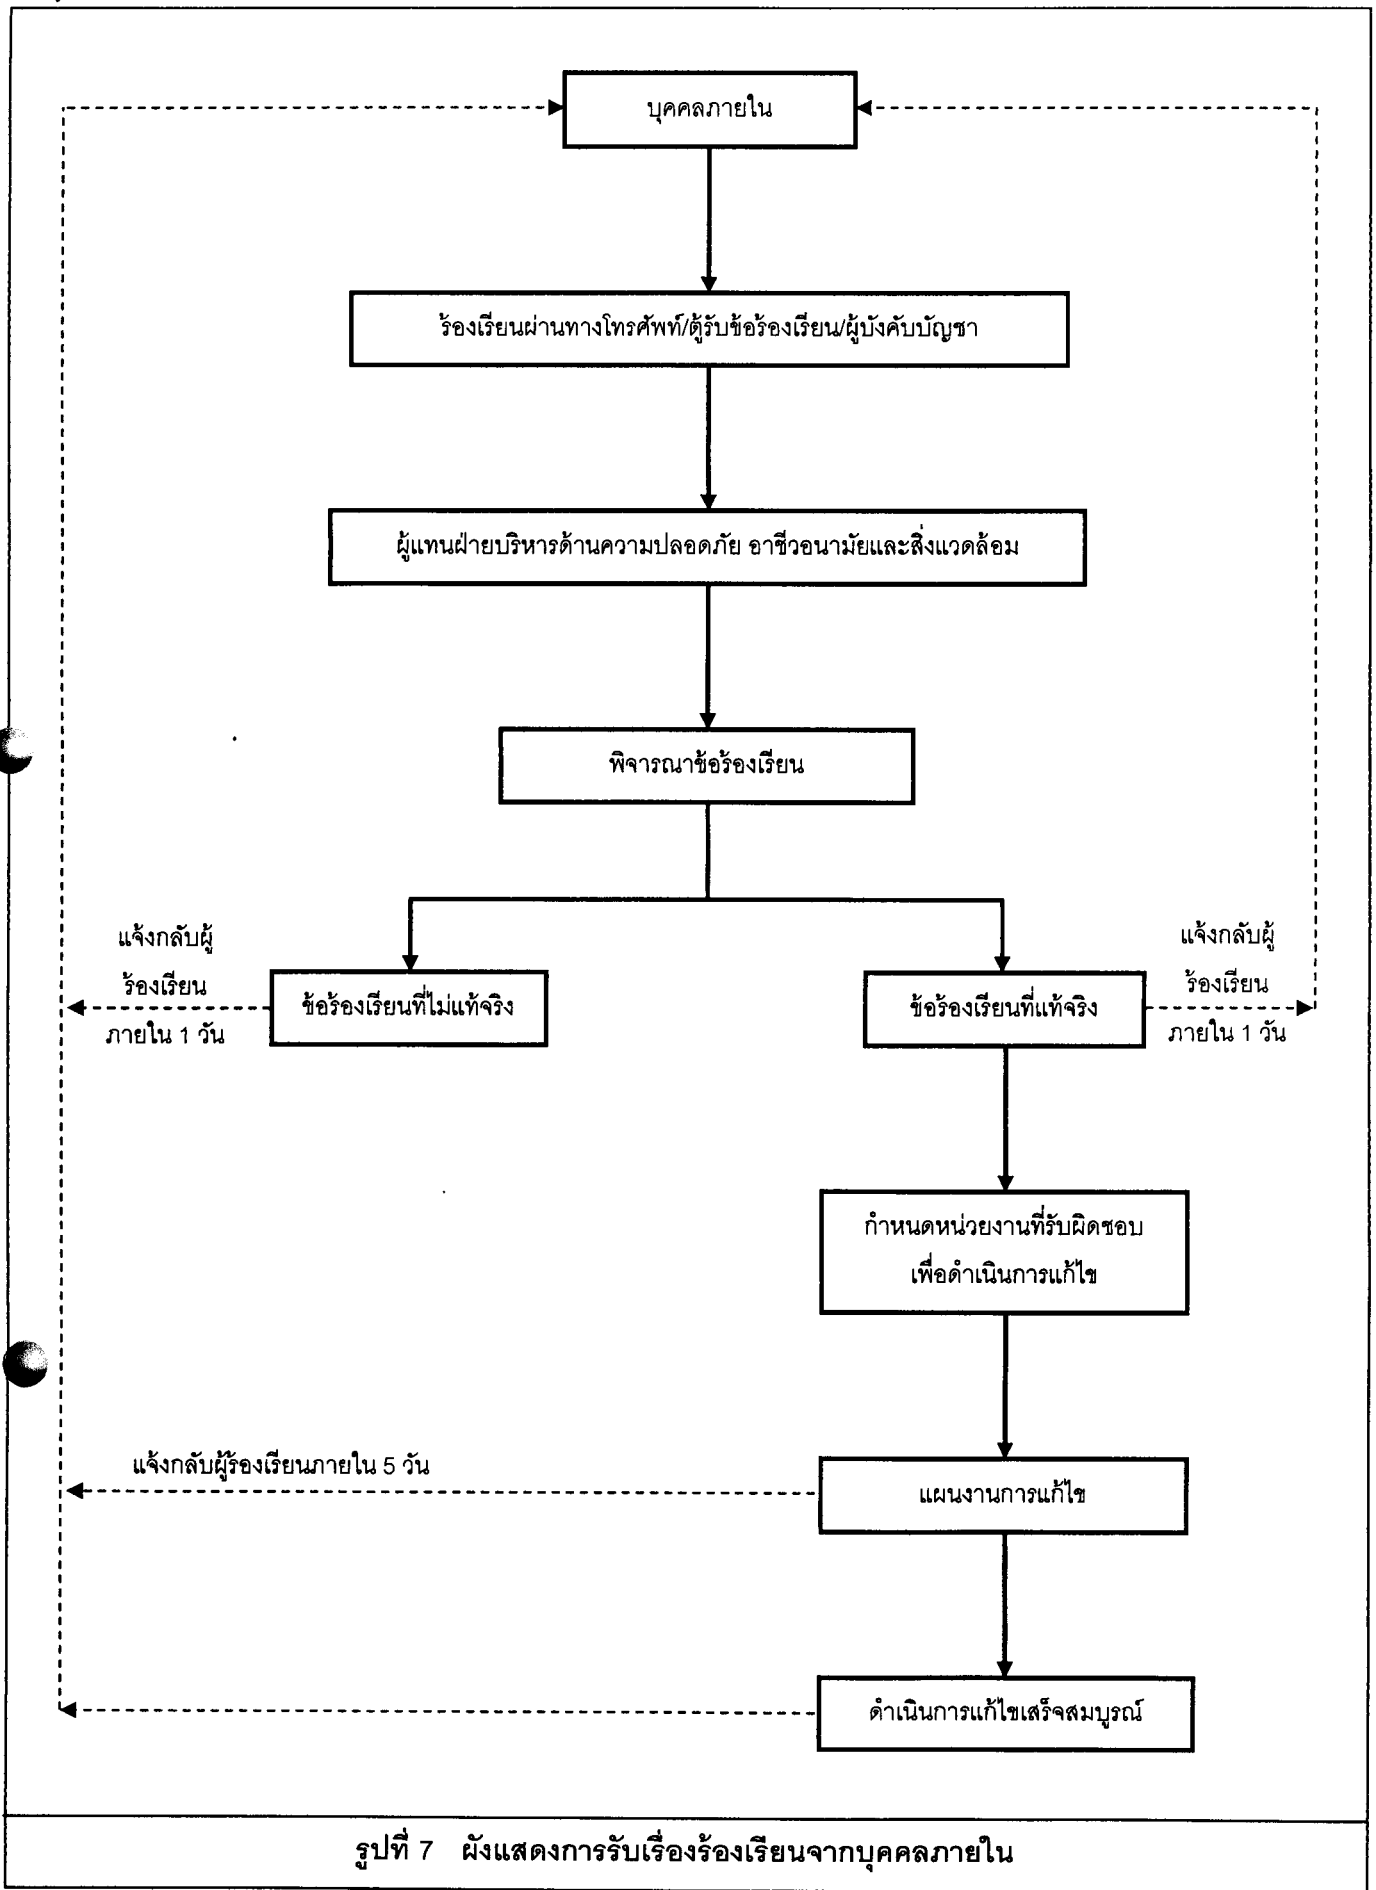 บุคคลภายใน
ร้องเรียนผ่านทางโทรศัพท์/ตู้รับข้อร้องเรียน/ผู้บังคับบัญชา
ผู้แทนฝ่ายบริหารด้านความปลอดภัย อาชีวอนามัยและสิ่งแวดล้อม
พิจารณาข้อร้องเรียน
แจ้งกลับผู้
ร้องเรียน
ภายใน 1 วัน
ข้อร้องเรียนที่ไม่แท้จริง
ข้อร้องเรียนที่แท้จริง
แจ้งกลับผู้
ร้องเรียน
ภายใน 1 วัน
กำหนดหน่วยงานที่รับผิดชอบ
เพื่อดำเนินการแก้ไข
แจ้งกลับผู้ร้องเรียนภายใน 5 วัน
แผนงานการแก้ไข
ดำเนินการแก้ไขเสร็จสมบูรณ์
รูปที่ 7 ผังแสดงการรับเรื่องร้องเรียนจากบุคคลภายใน